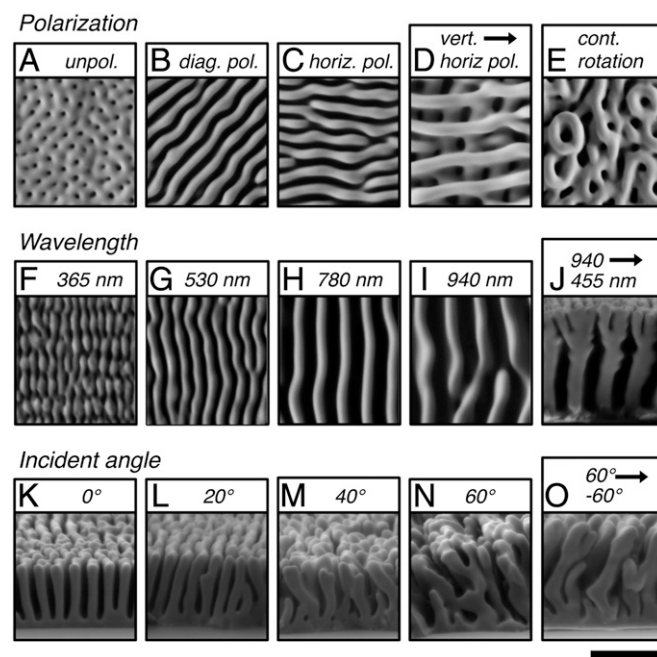 Polarization
A unpol.
B diag. pol.
C horiz. pol.
vert. →
D horiz pol.
cont.
E rotation
Wavelength
F 365 nm
G 530 nm
H 780 nm
I 940 nm
940 →
J 455 nm
Incident angle
K 0°
L 20°
M 40°
N 60°
60° →
O -60°